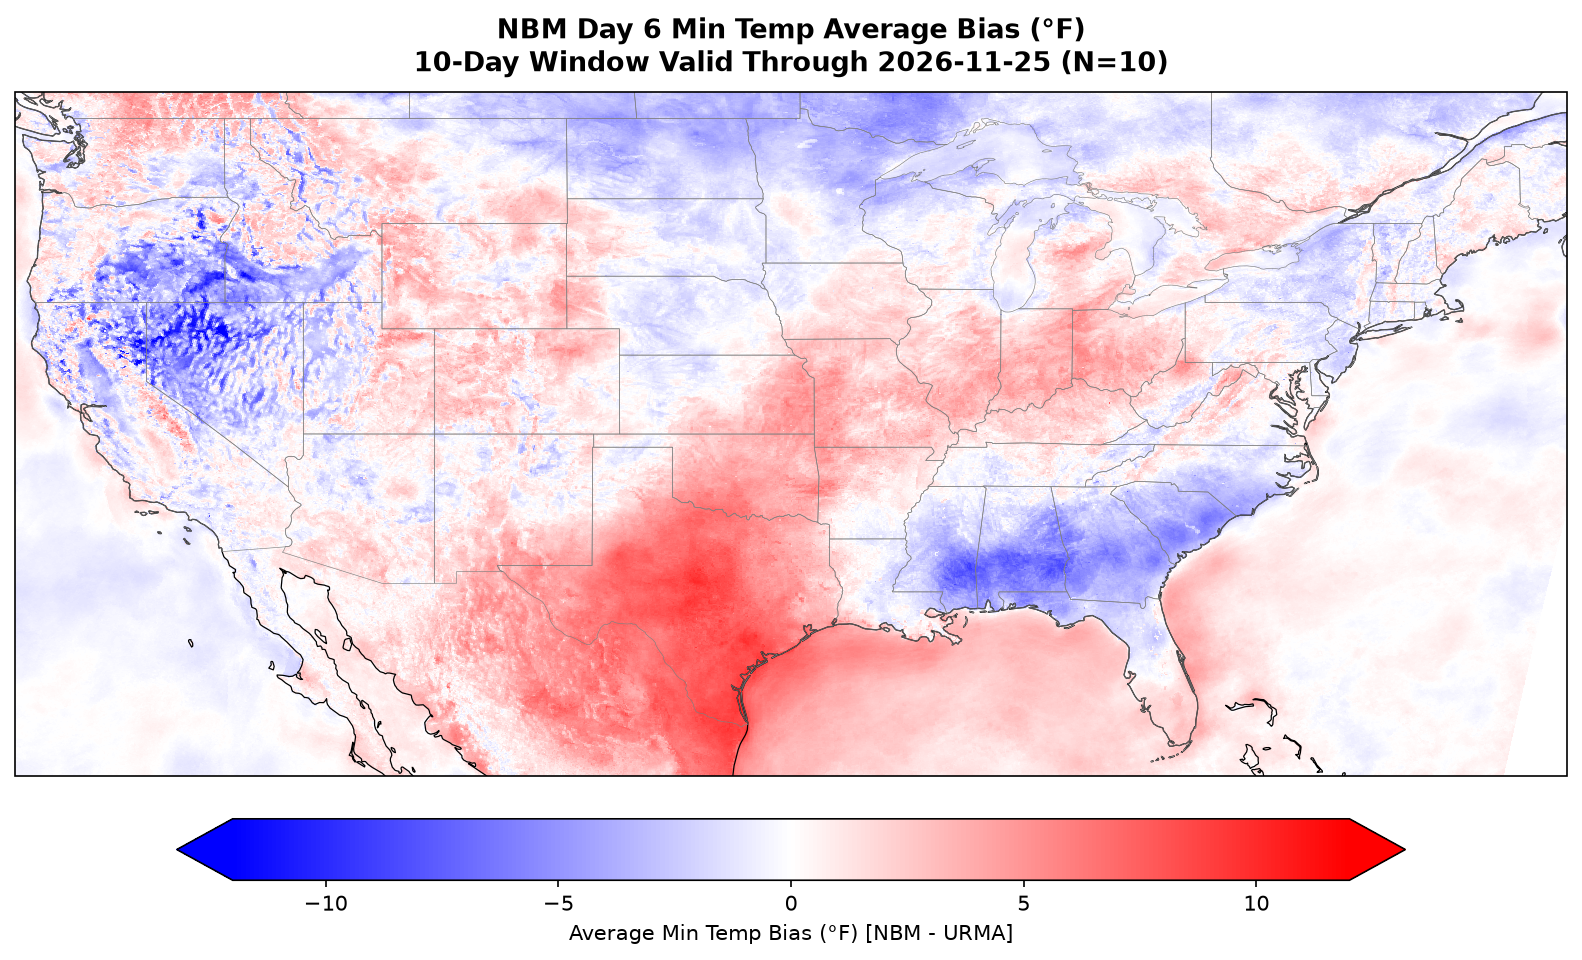 NBM Day 6 Min Temp Average Bias (°F)
10-Day Window Valid Through 2026-11-25 (N=10)
−10 −5 0 5 10
Average Min Temp Bias (°F) [NBM - URMA]